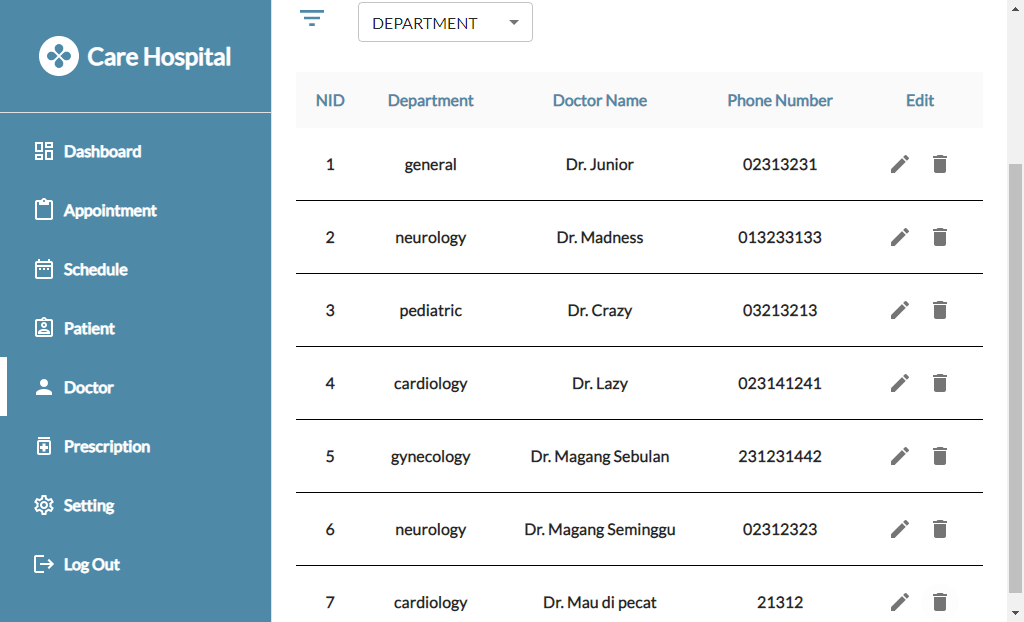 Care Hospital
Dashboard
Appointment
Schedule
Patient
Doctor
Prescription
Setting
Log Out
DEPARTMENT
NID Department Doctor Name Phone Number Edit
1 general Dr. Junior 02313231
2 neurology Dr. Madness 013233133
3 pediatric Dr. Crazy 03213213
4 cardiology Dr. Lazy 023141241
5 gynecology Dr. Magang Sebulan 231231442
6 neurology Dr. Magang Seminggu 02312323
7 cardiology Dr. Mau di pecat 21312